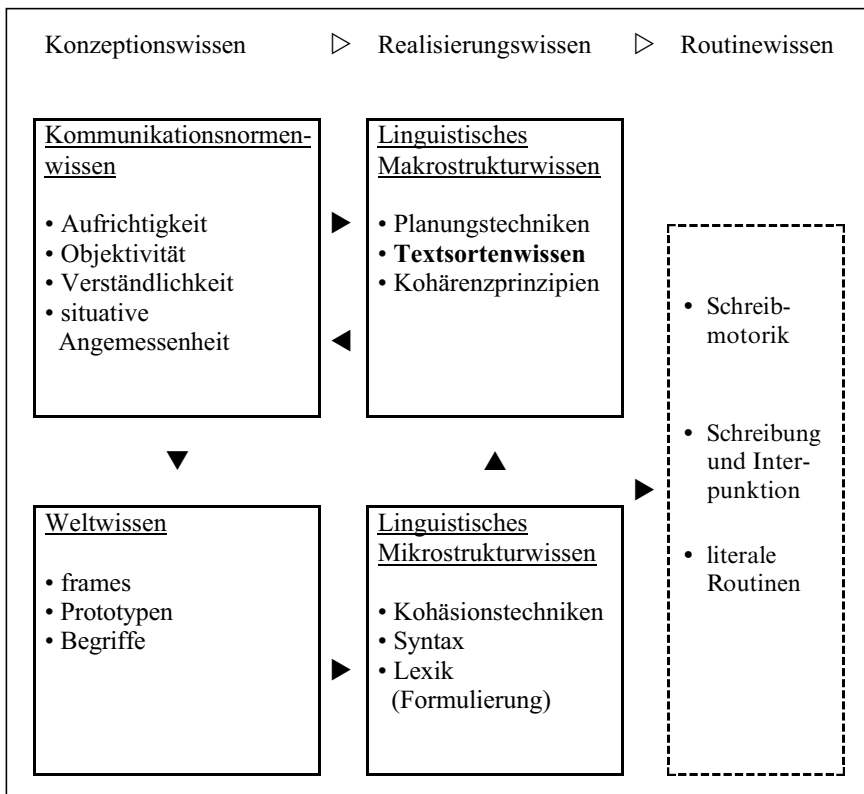 Konzeptionswissen ▷ Realisierungswissen ▷ Routinewissen
Kommunikationsnormen-
wissen
• Aufrichtigkeit
• Objektivität
• Verständlichkeit
• situative
Angemessenheit
Linguistisches
Makrostrukturwissen
• Planungstechniken
• Textsortenwissen
• Kohärenzprinzipien
Weltwissen
• frames
• Prototypen
• Begriffe
Linguistisches
Mikrostrukturwissen
• Kohäsionstechniken
• Syntax
• Lexik
(Formulierung)
• Schreib-
motorik
• Schreibung
und Inter-
punktion
• literale
Routinen